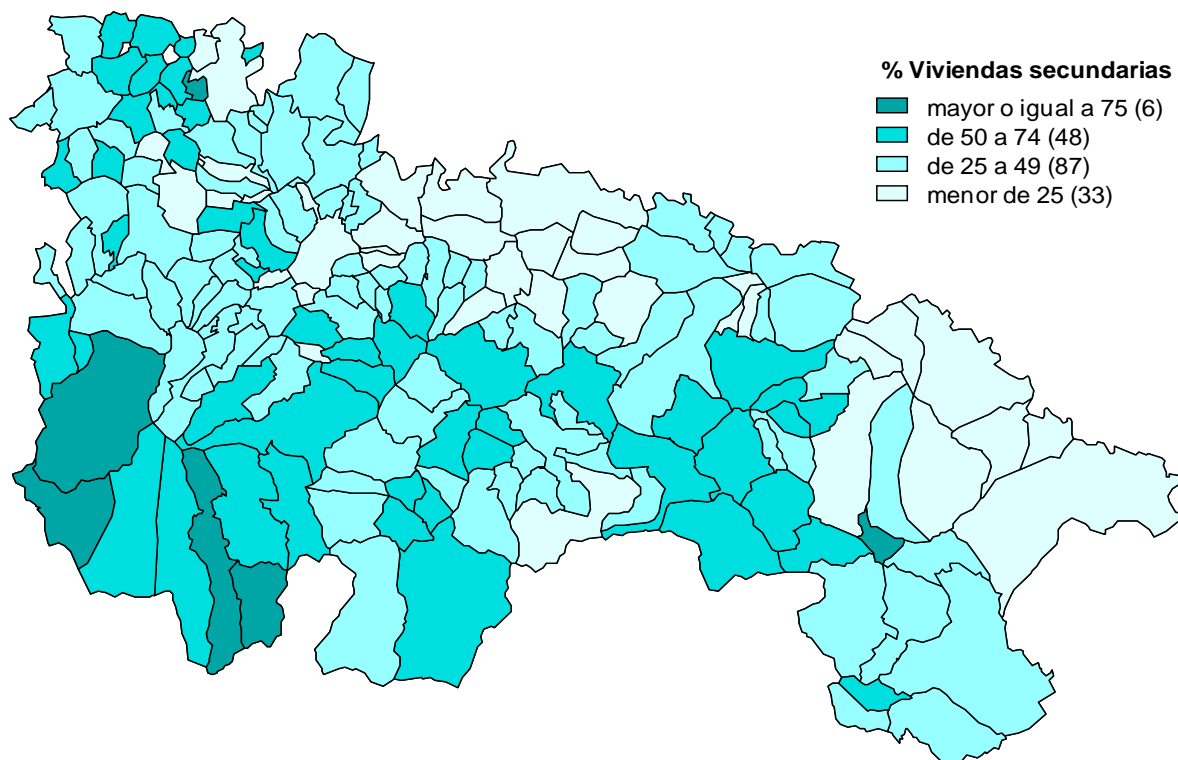 % Viviendas secundarias
mayor o igual a 75 (6)
de 50 a 74 (48)
de 25 a 49 (87)
menor de 25 (33)